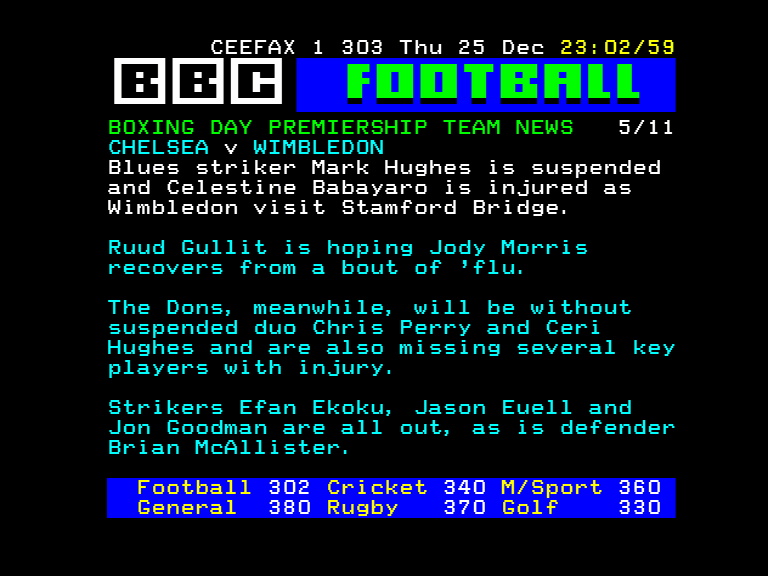 CEEFAX 1 303 Thu 25 Dec 23:02/59
BBC FOOTBALL
BOXING DAY PREMIERSHIP TEAM NEWS 5/11
CHELSEA v WIMBLEDON
Blues striker Mark Hughes is suspended
and Celestine Babayaro is injured as
Wimbledon visit Stamford Bridge.
Ruud Gullit is hoping Jody Morris
recovers from a bout of 'flu.
The Dons, meanwhile, will be without
suspended duo Chris Perry and Ceri
Hughes and are also missing several key
players with injury.
Strikers Efan Ekoku, Jason Euell and
Jon Goodman are all out, as is defender
Brian McAllister.
Football 302 Cricket 340 M/Sport 360
General 380 Rugby 370 Golf 330